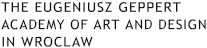 THE EUGENIUSZ GEPPERT
ACADEMY OF ART AND DESIGN
IN WROCLAW